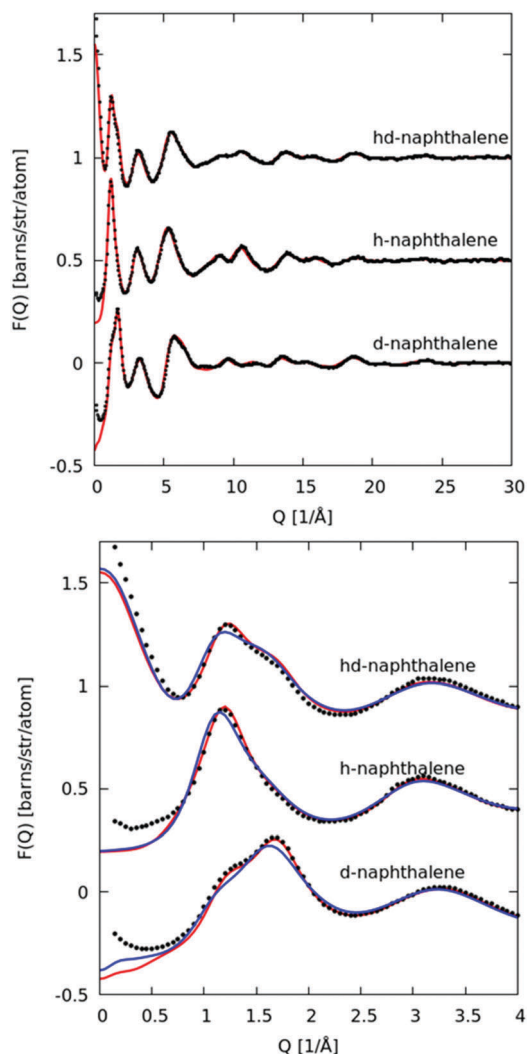 1.5
hd-naphthalene
1
h-naphthalene
0.5
d-naphthalene
0
-0.5
F(Q) [barns/str/atom]
0 5 10 15 20 25 30
Q [1/Å]
1.5
hd-naphthalene
1
h-naphthalene
0.5
d-naphthalene
0
-0.5
F(Q) [barns/str/atom]
0 0.5 1 1.5 2 2.5 3 3.5 4
Q [1/Å]